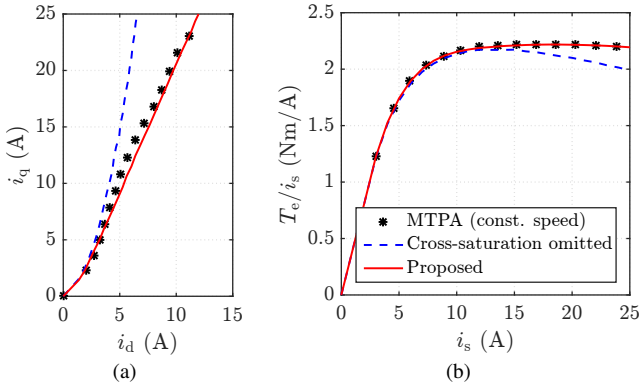 25
20
15
10
5
0
0
5
10
15
i_q (A)
i_d (A)
(a)
2.5
2
1.5
1
0.5
0
0
5
10
15
20
25
T_e/i_s (Nm/A)
MTPA (const. speed)
Cross-saturation omitted
Proposed
i_s (A)
(b)